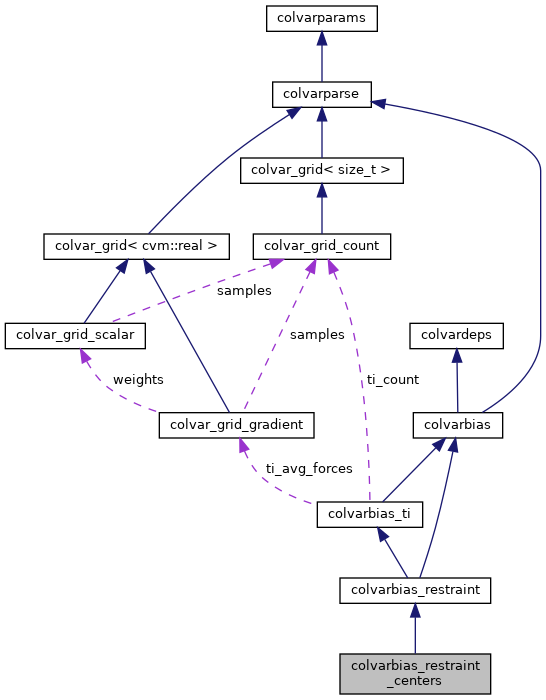 colvarparams
colvarparse
colvar_grid< size_t >
colvar_grid< cvm::real >
colvar_grid_count
samples
colvar_grid_scalar
samples
colvardeps
weights
ti_count
colvar_grid_gradient
colvarbias
ti_avg_forces
colvarbias_ti
colvarbias_restraint
colvarbias_restraint
_centers